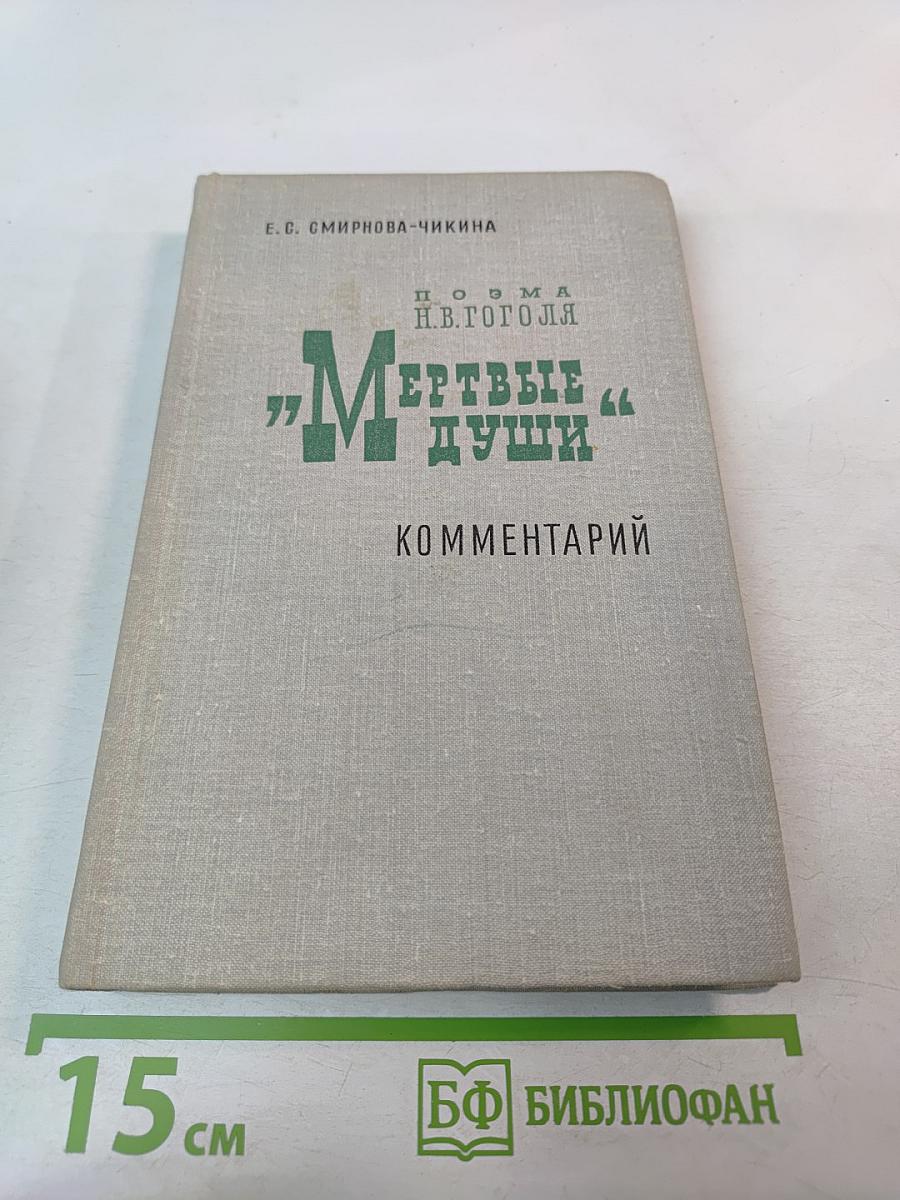 Е. С. СМИРНОВА-ЧИКИНА
ПОЭМА
Н. В. ГОГОЛЯ
„МЕРТВЫЕ
ДУШИ“
КОММЕНТАРИЙ
15 см
БФ БИБЛИОФАН